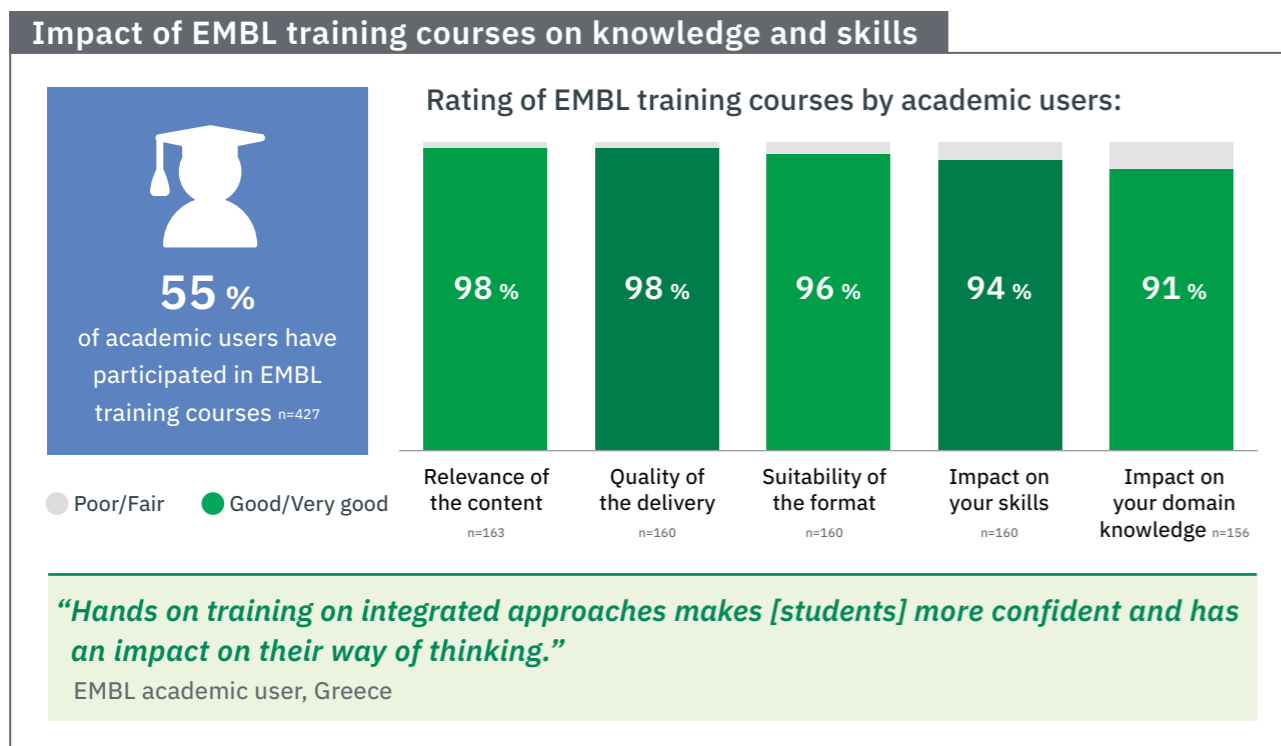 Impact of EMBL training courses on knowledge and skills
55 %
of academic users have
participated in EMBL
training courses n=427
Poor/Fair
Good/Very good
Rating of EMBL training courses by academic users:
98 %
98 %
96 %
94 %
91 %
Relevance of
the content
n=163
Quality of
the delivery
n=160
Suitability of
the format
n=160
Impact on
your skills
n=160
Impact on
your domain
knowledge n=156
“Hands on training on integrated approaches makes [students] more confident and has
an impact on their way of thinking.”
EMBL academic user, Greece